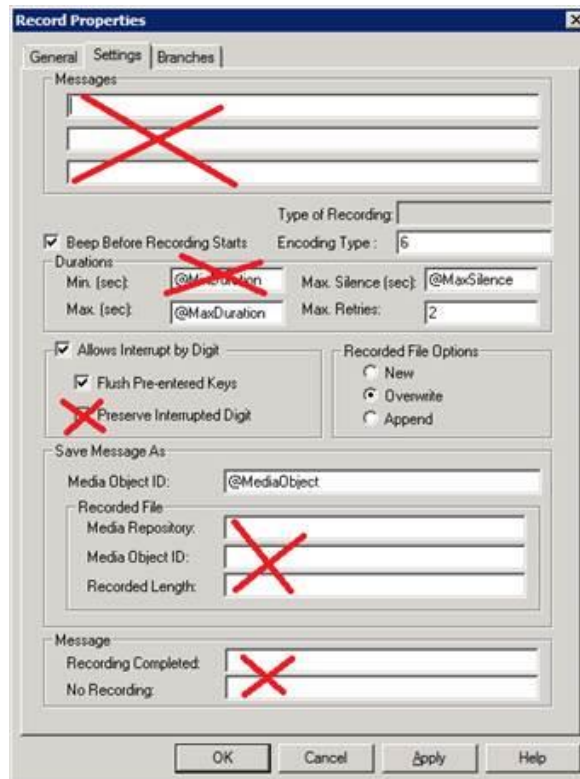 Record Properties
General Settings Branches
Messages
Type of Recording:
Beep Before Recording Starts Encoding Type : 6
Durations
Min. (sec): @MinDuration Max. Silence (sec): @MaxSilence
Max. (sec): @MaxDuration Max. Retries: 2
Allows Interrupt by Digit Recorded File Options
New
Flush Pre-entered Keys
Overwrite
Preserve Interrupted Digit
Append
Save Message As
Media Object ID: @MediaObject
Recorded File
Media Repository:
Media Object ID:
Recorded Length:
Message
Recording Completed:
No Recording:
OK Cancel Apply Help